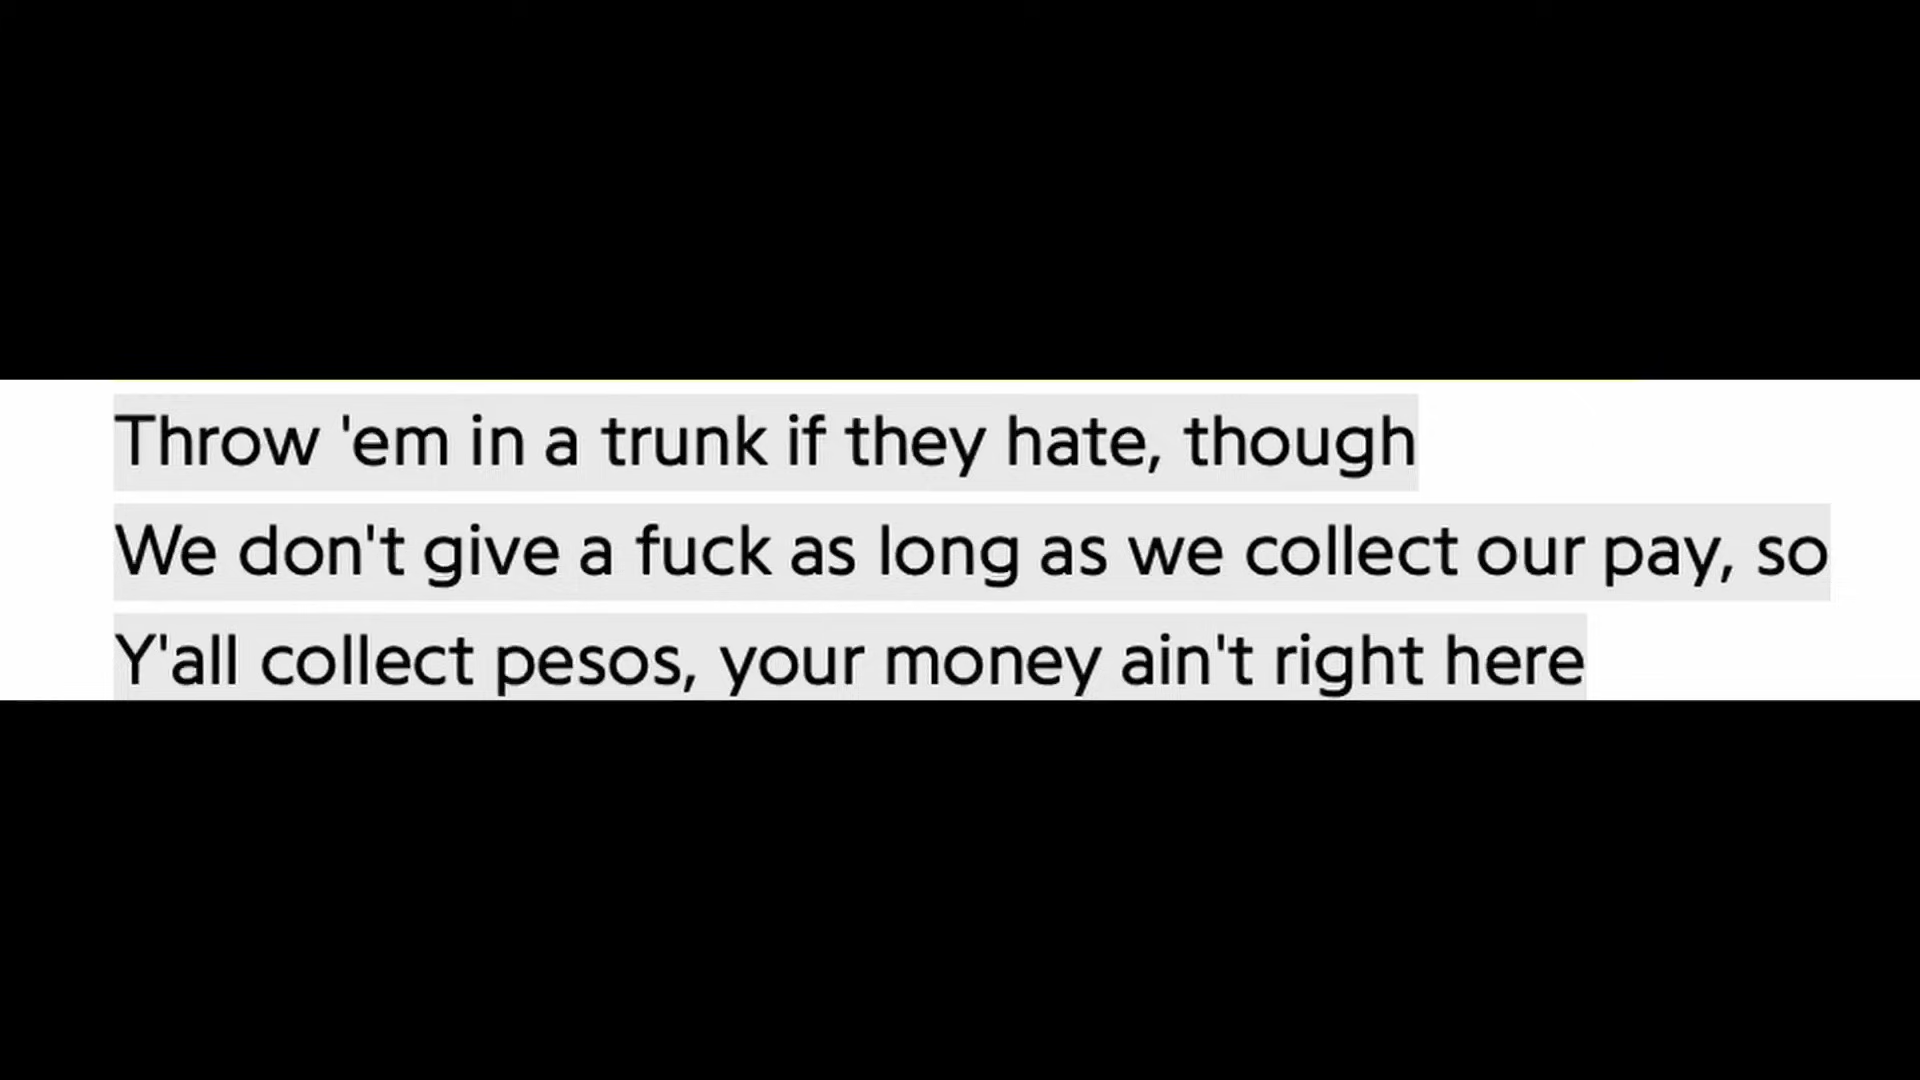 Throw 'em in a trunk if they hate, though
We don't give a fuck as long as we collect our pay, so
Y'all collect pesos, your money ain't right here